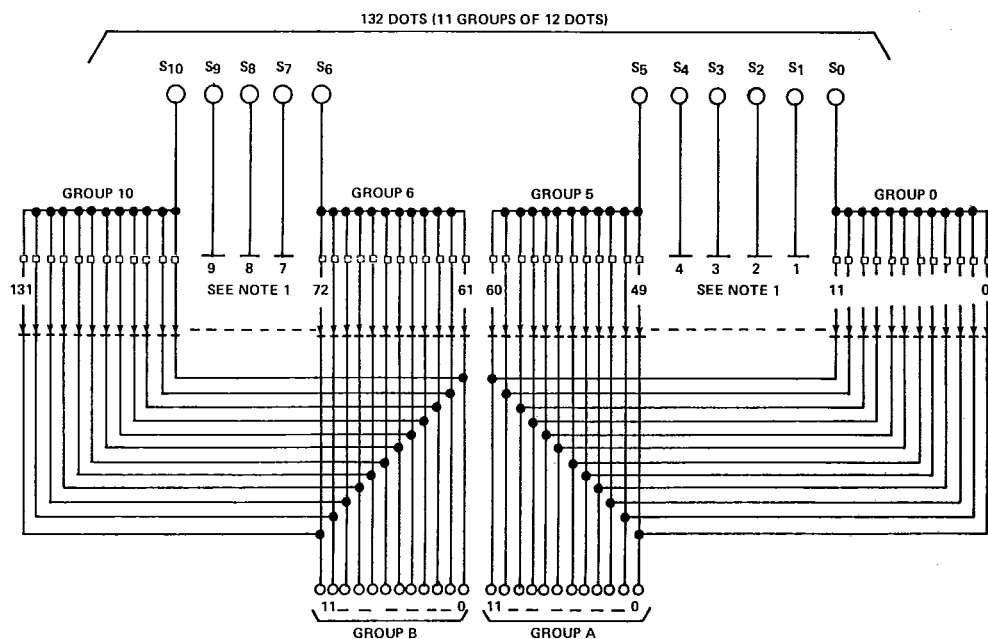 132 DOTS (11 GROUPS OF 12 DOTS)
S10 S9 S8 S7 S6 S5 S4 S3 S2 S1 S0
GROUP 10 GROUP 6 GROUP 5 GROUP 0
9 8 7 4 3 2 1
131 SEE NOTE 1 72 61 60 49 SEE NOTE 1 11 0
11 0 11 0
GROUP B GROUP A